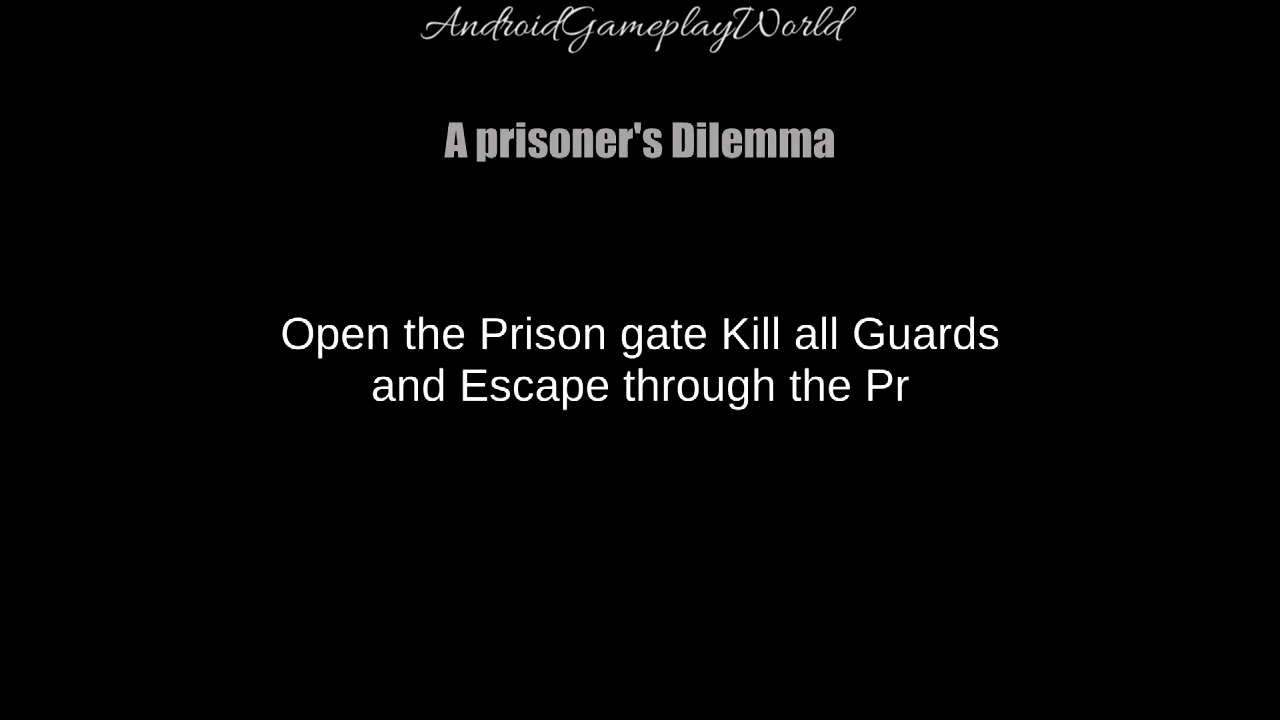 AndroidGameplayWorld
A prisoner's Dilemma
Open the Prison gate Kill all Guards
and Escape through the Pr